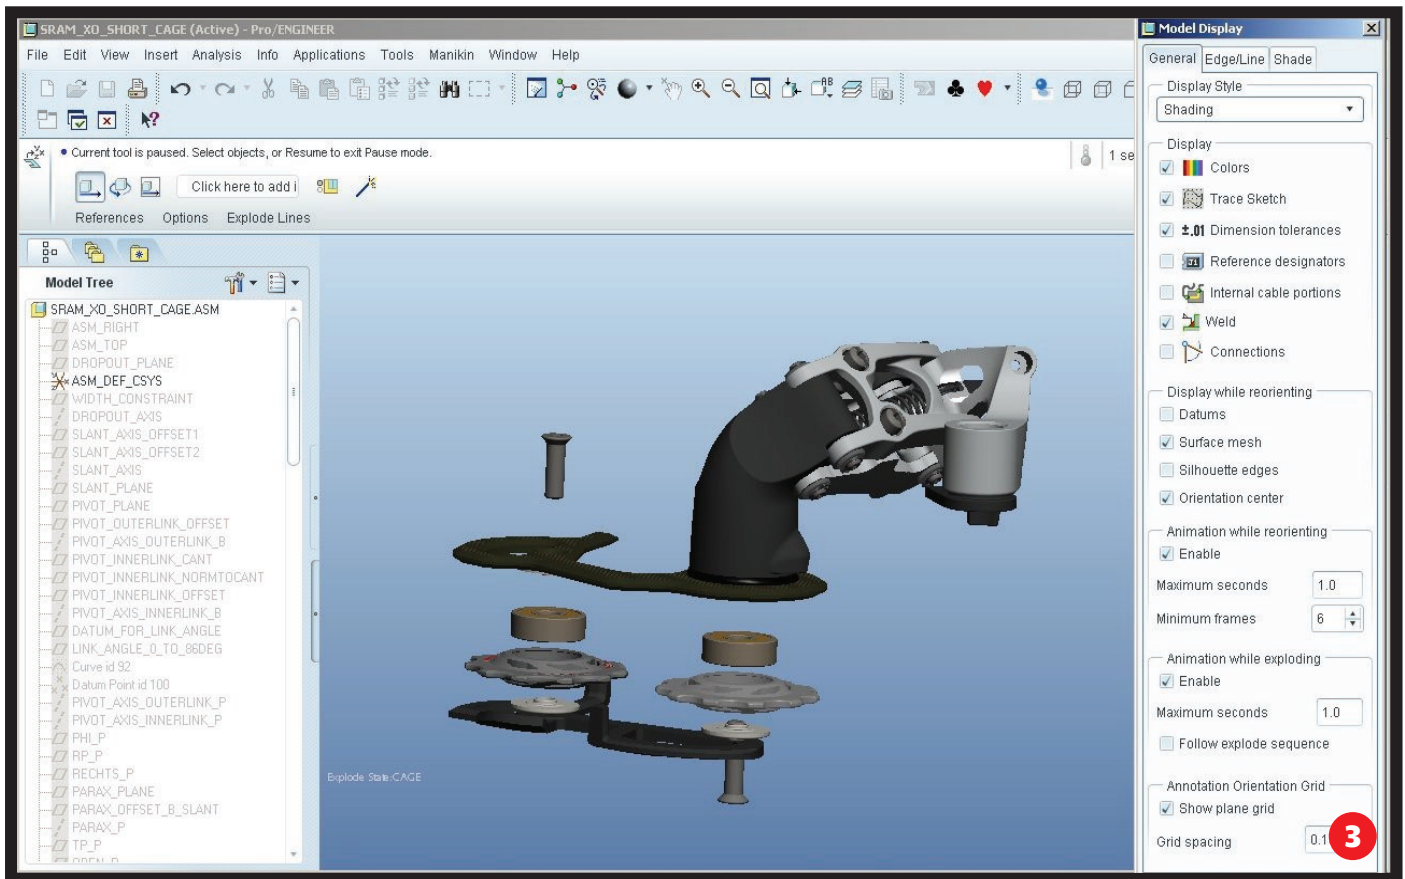 SRAM_XO_SHORT_CAGE (Active) - Pro/ENGINEER
File Edit View Insert Analysis Info Applications Tools Manikin Window Help
Current tool is paused. Select objects, or Resume to exit Pause mode.
1 se
Click here to add i
References Options Explode Lines
Model Tree
SRAM_XO_SHORT_CAGE.ASM
ASM_RIGHT
ASM_TOP
DROPOUT_PLANE
ASM_DEF_CSYS
WIDTH_CONSTRAINT
DROPOUT_AXIS
SLANT_AXIS_OFFSET1
SLANT_AXIS_OFFSET2
SLANT_AXIS
SLANT_PLANE
PIVOT_PLANE
PIVOT_OUTERLINK_OFFSET
PIVOT_AXIS_OUTERLINK_B
PIVOT_INNERLINK_CANT
PIVOT_INNERLINK_NORMTOCANT
PIVOT_INNERLINK_OFFSET
PIVOT_AXIS_INNERLINK_B
DATUM_FOR_LINK_ANGLE
LINK_ANGLE_0_TO_86DEG
Curve id 92
Datum Point id 100
PIVOT_AXIS_OUTERLINK_P
PIVOT_AXIS_INNERLINK_P
PHI_P
RP_P
RECHTS_P
PARAX_PLANE
PARAX_OFFSET_B_SLANT
PARAX_P
TP_P
Explode State:CAGE
Model Display
General Edge/Line Shade
Display Style
Shading
Display
Colors
Trace Sketch
±.01 Dimension tolerances
Reference designators
Internal cable portions
Weld
Connections
Display while reorienting
Datums
Surface mesh
Silhouette edges
Orientation center
Animation while reorienting
Enable
Maximum seconds 1.0
Minimum frames 6
Animation while exploding
Enable
Maximum seconds 1.0
Follow explode sequence
Annotation Orientation Grid
Show plane grid
Grid spacing 0.1
3